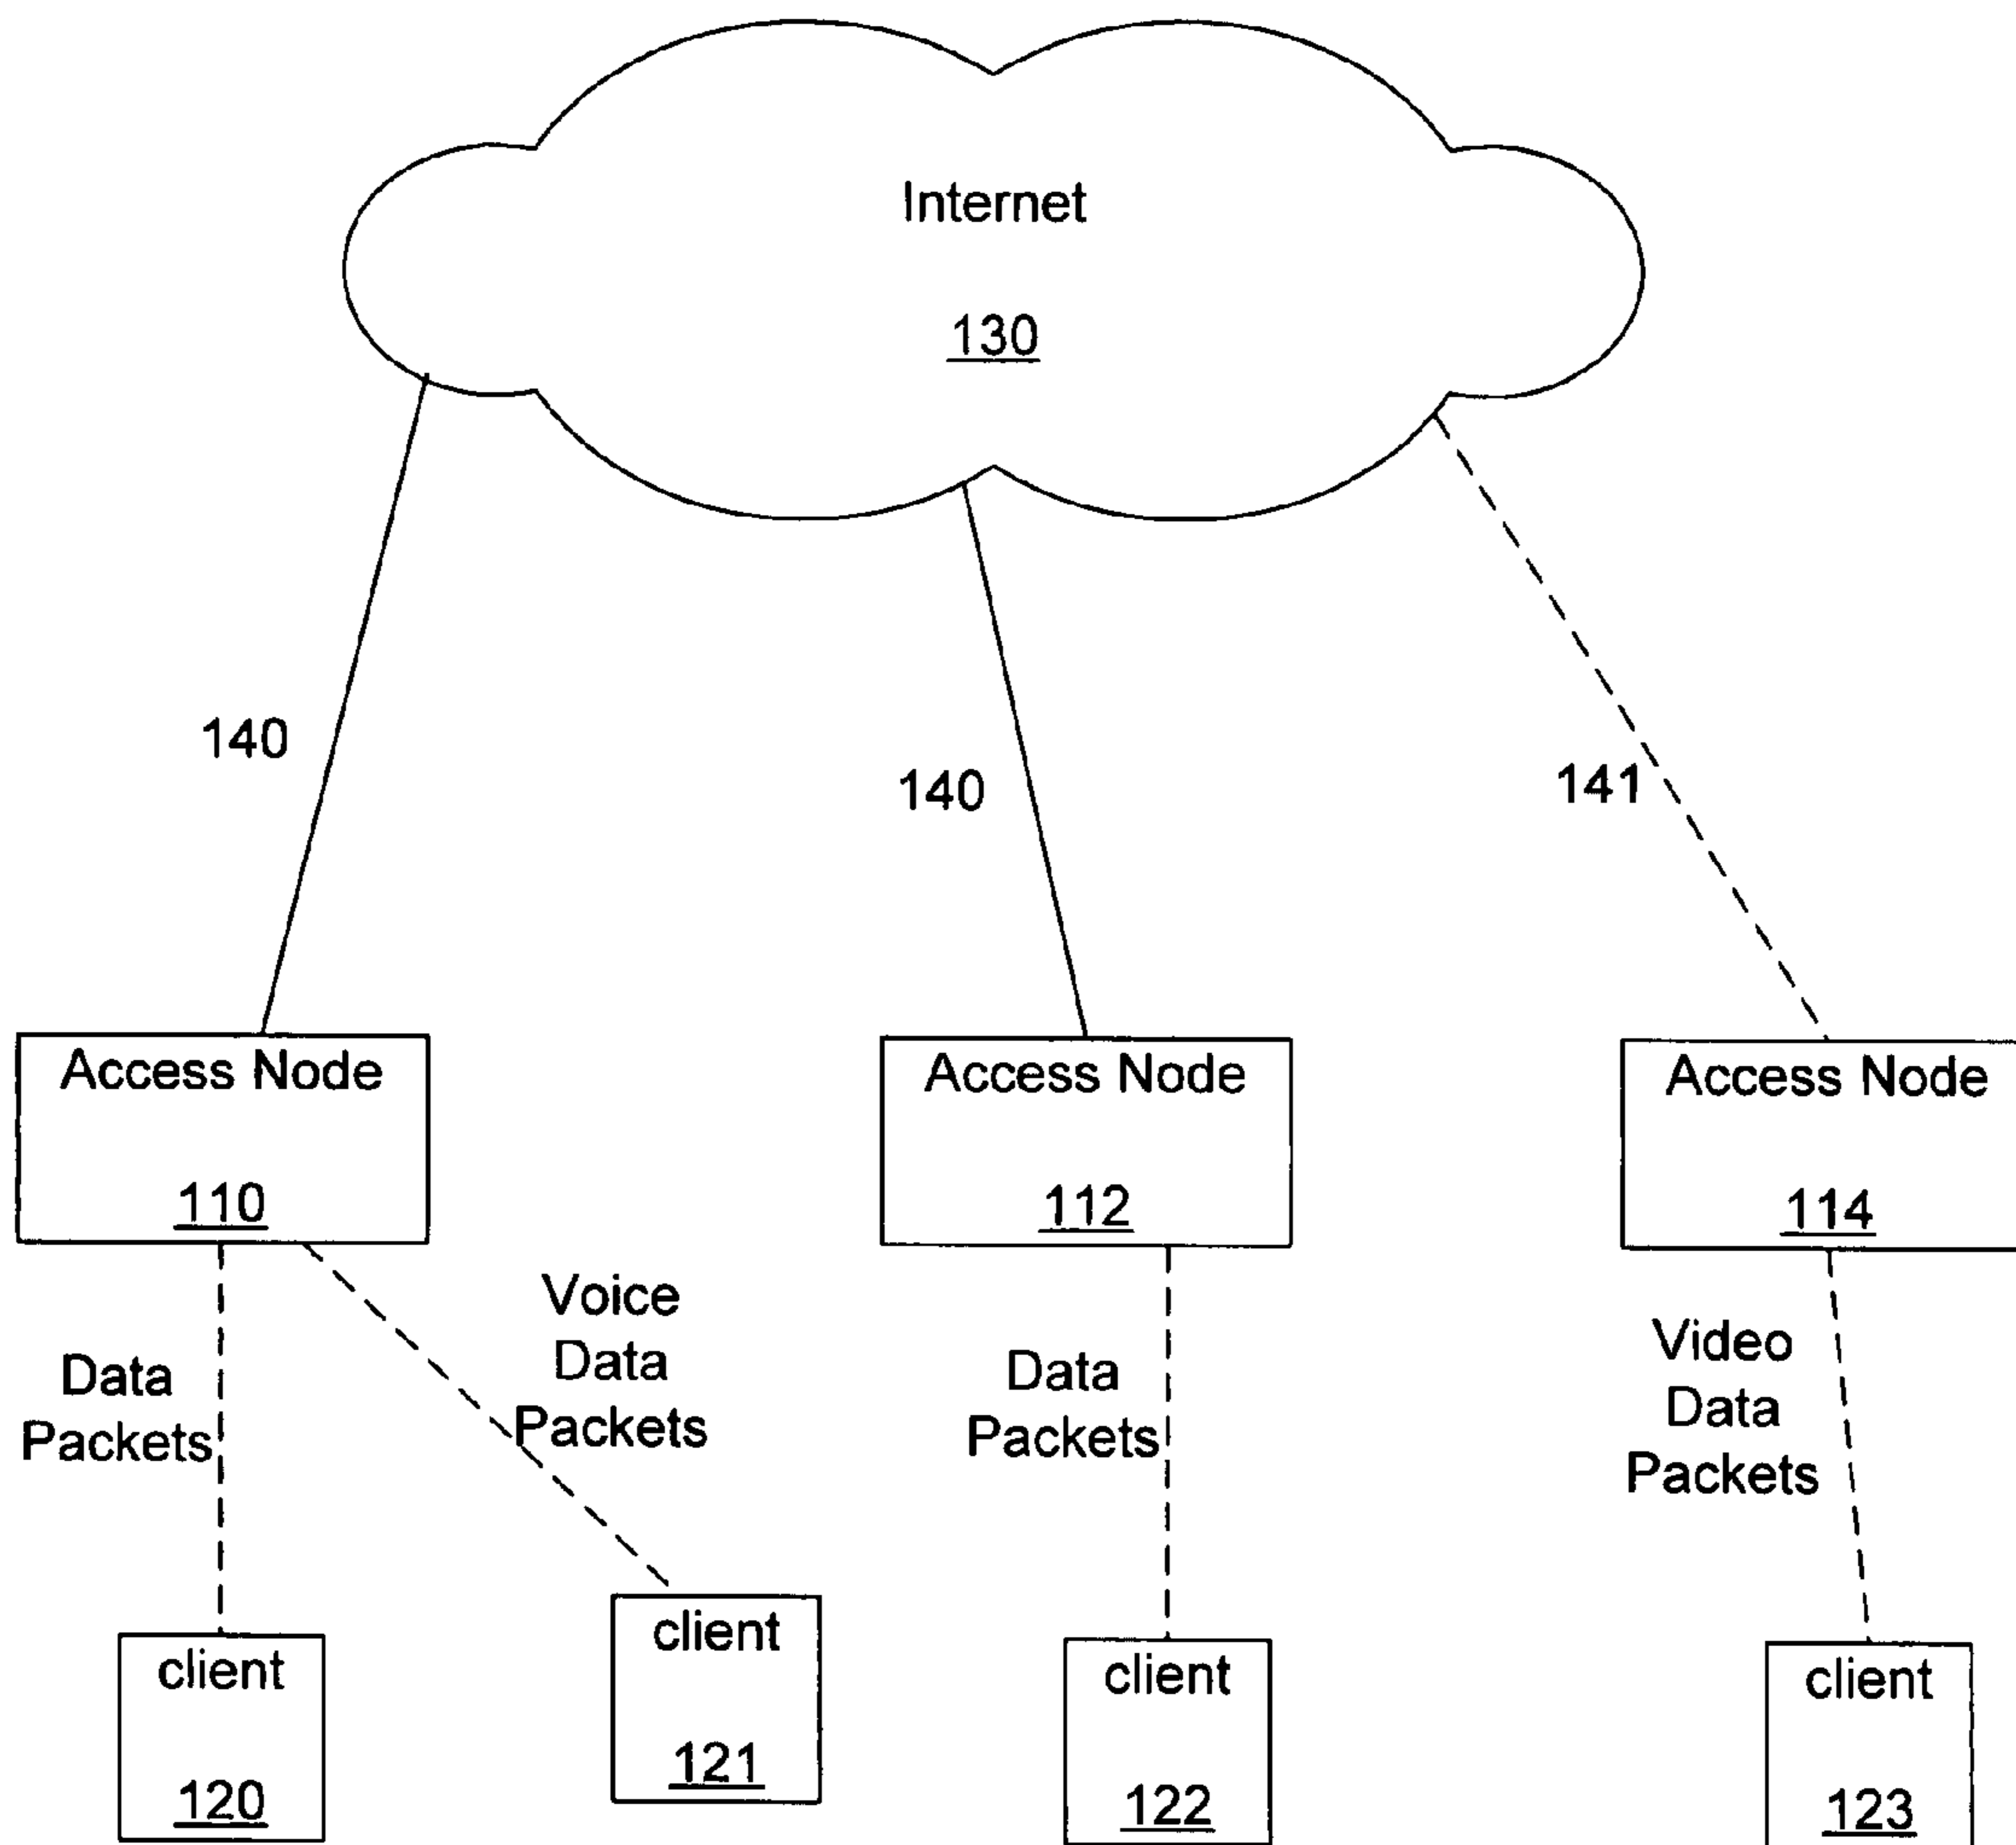 Internet
130
140
140
141
Access Node
110
Access Node
112
Access Node
114
Data
Packets
Voice
Data
Packets
Data
Packets
Video
Data
Packets
client
120
client
121
client
122
client
123